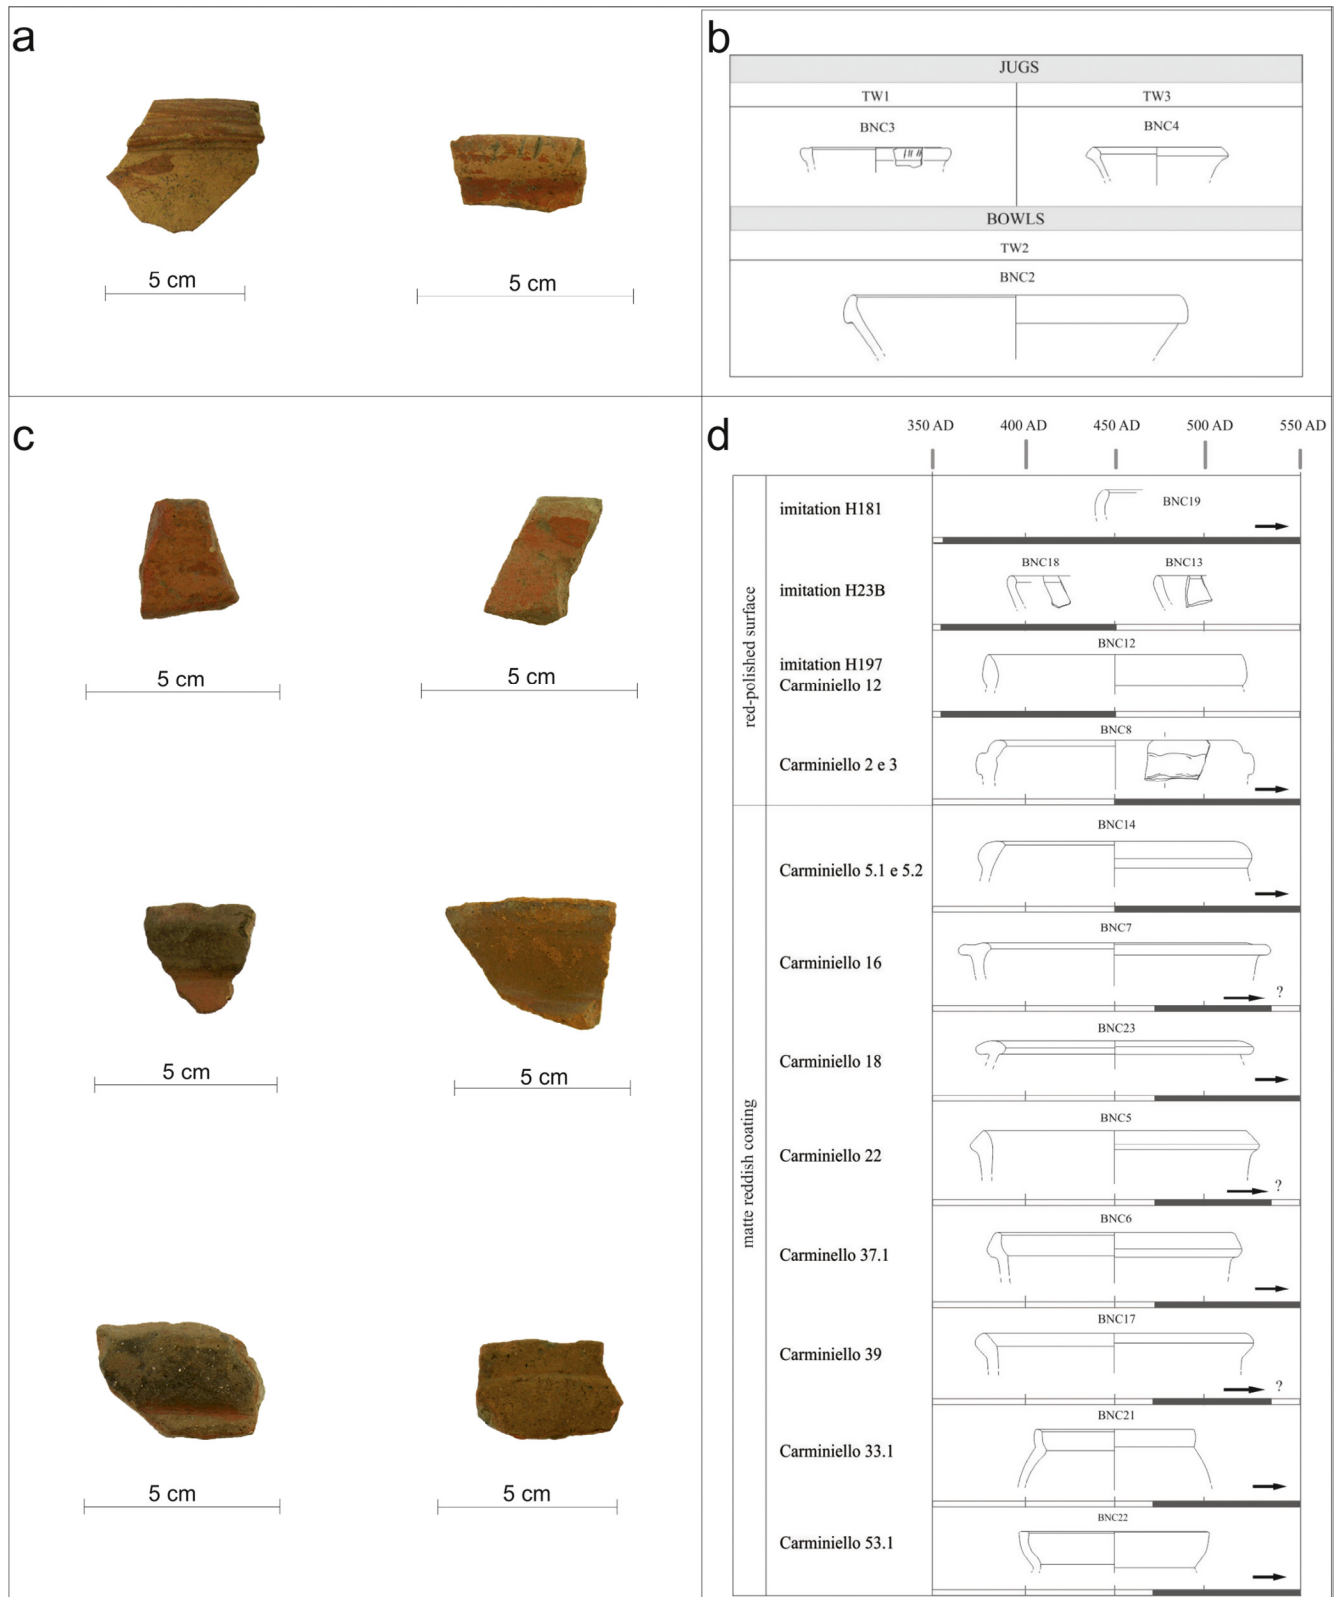 a
5 cm
5 cm
b
JUGS
TW1
TW3
BNC3
BNC4
BOWLS
TW2
BNC2
c
5 cm
5 cm
5 cm
5 cm
5 cm
5 cm
d
350 AD
400 AD
450 AD
500 AD
550 AD
red-polished surface
imitation H181
BNC19
imitation H23B
BNC18
BNC13
imitation H197
Carminiello 12
BNC12
Carminiello 2 e 3
BNC8
matte reddish coating
Carminiello 5.1 e 5.2
BNC14
Carminiello 16
BNC7
?
Carminiello 18
BNC23
Carminiello 22
BNC5
?
Carminello 37.1
BNC6
Carminiello 39
BNC17
?
Carminiello 33.1
BNC21
Carminiello 53.1
BNC22